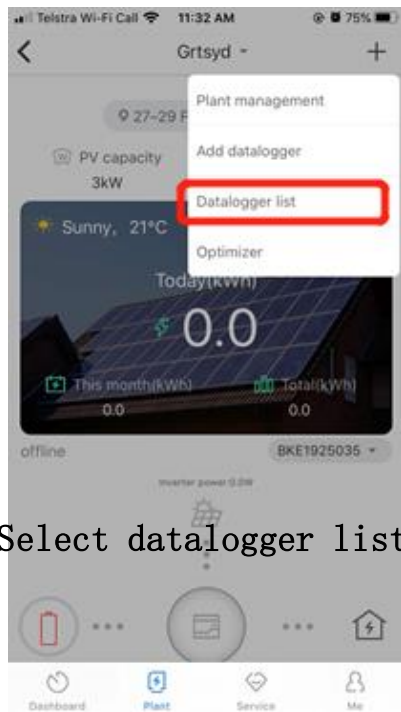 Telstra Wi-Fi Call 11:32 AM 75%
Grtsyd
27-29
Plant management
PV capacity
Add datalogger
3kW
Datalogger list
Sunny, 21°C
Optimizer
Today(kWh)
0.0
This month(kWh) Total(kWh)
0.0 0.0
offline BKE1925035
Inverter power 0.0W
Select datalogger list
Dashboard Plant Service Me